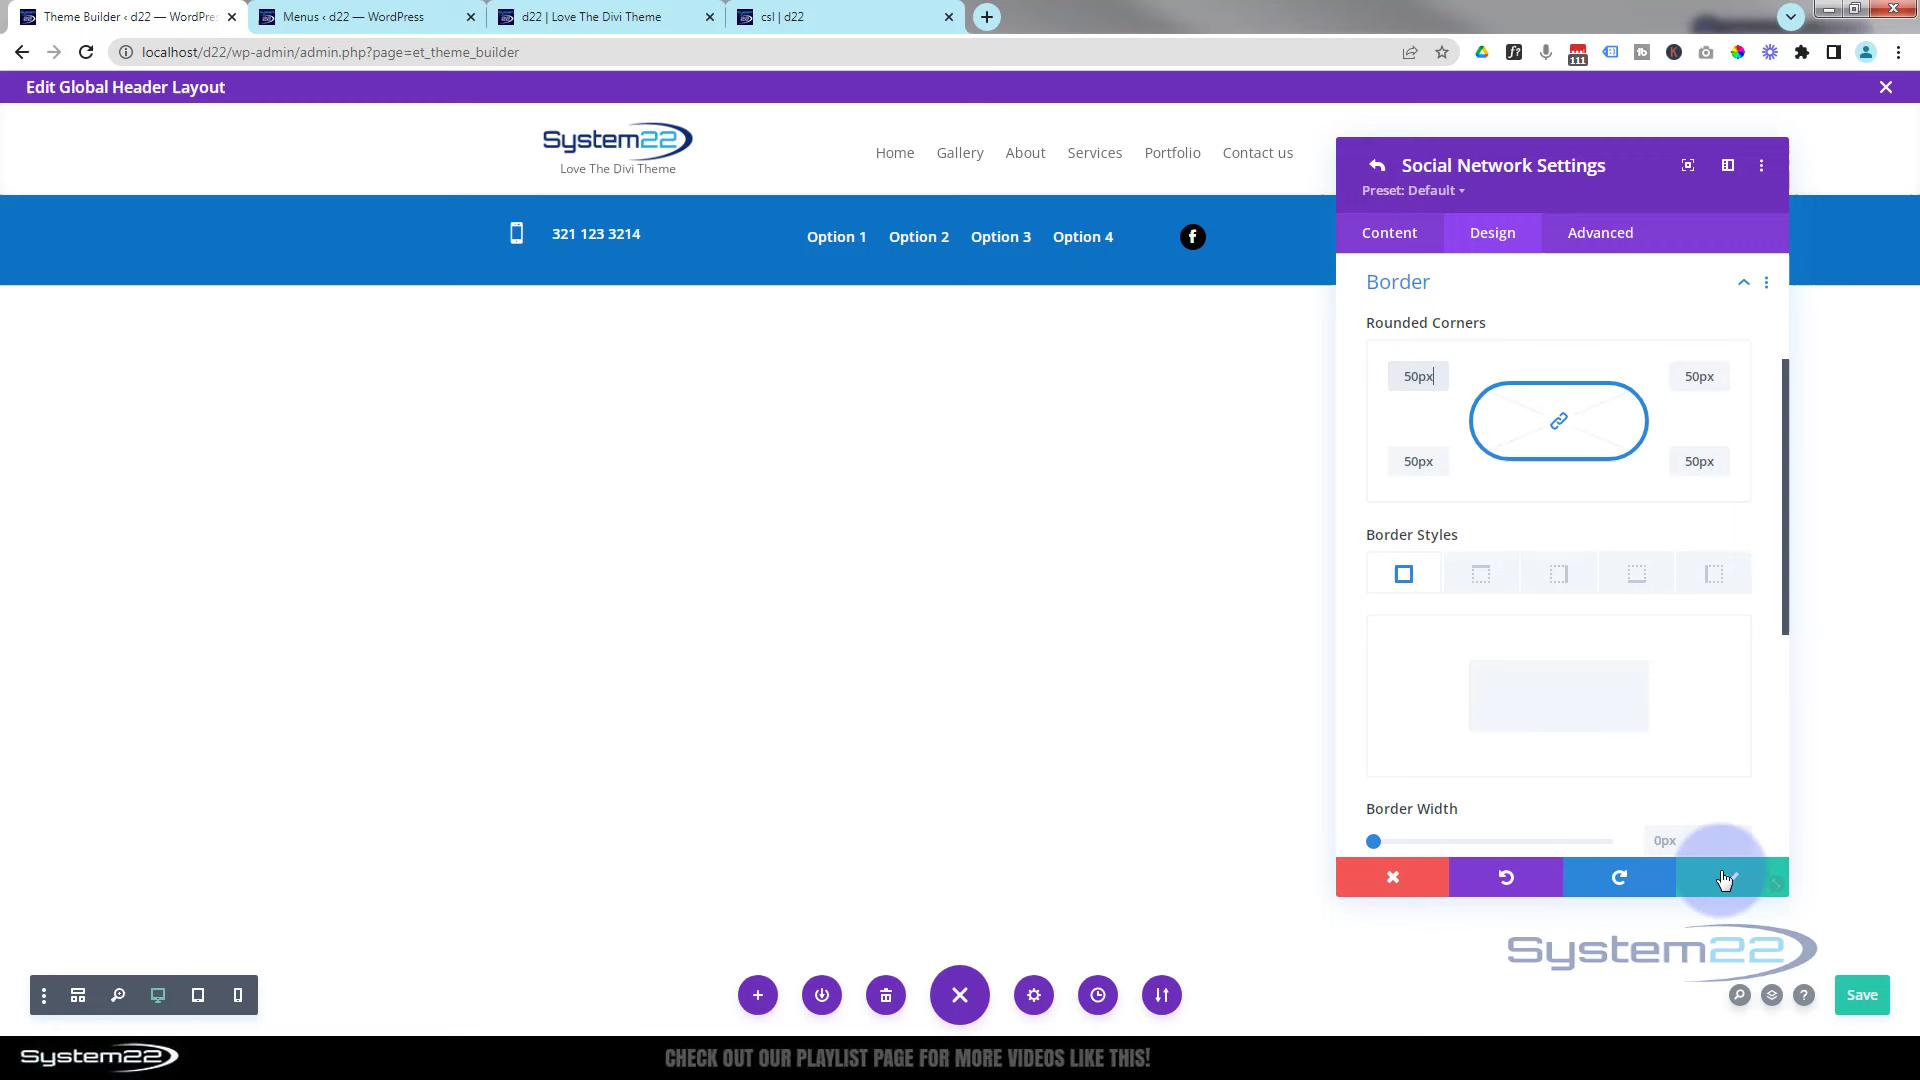 Theme Builder ‹ d22 — WordPres
Menus ‹ d22 — WordPress
d22 | Love The Divi Theme
csl | d22
localhost/d22/wp-admin/admin.php?page=et_theme_builder
111
Edit Global Header Layout
System22
Love The Divi Theme
Home
Gallery
About
Services
Portfolio
Contact us
Social Network Settings
Preset: Default
Content
Design
Advanced
321 123 3214
Option 1
Option 2
Option 3
Option 4
Border
Rounded Corners
50px
50px
50px
50px
Border Styles
Border Width
0px
System22
Save
System22
CHECK OUT OUR PLAYLIST PAGE FOR MORE VIDEOS LIKE THIS!